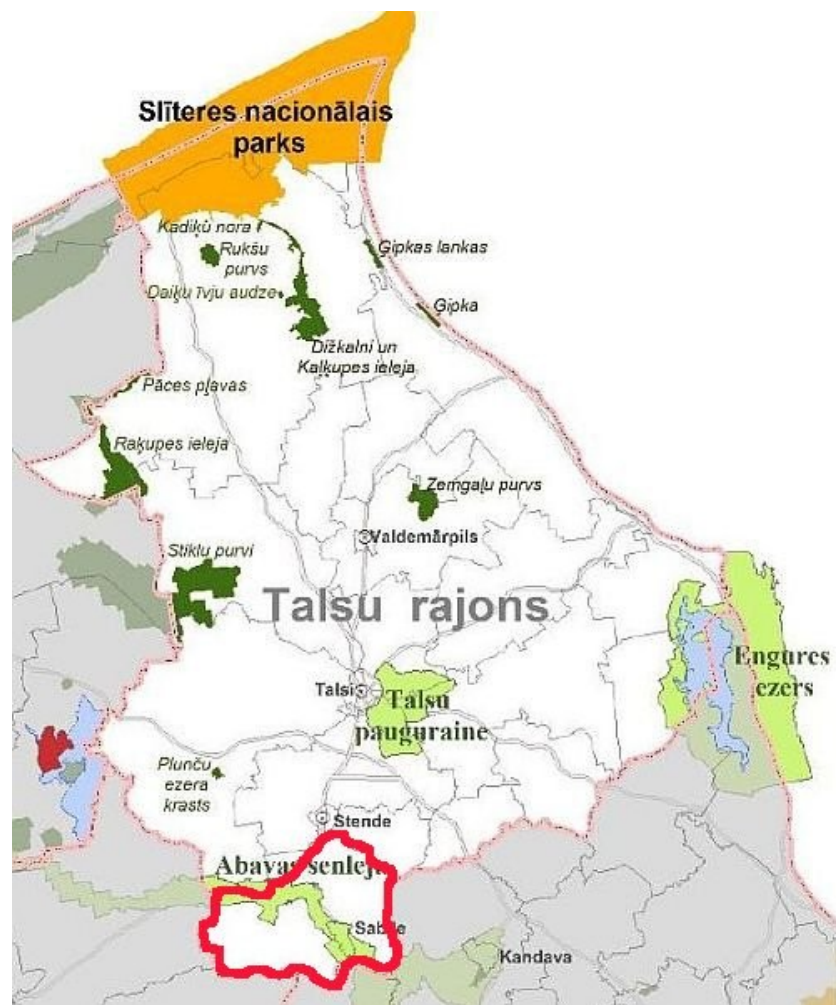 Slīteres nacionālais
parks
Kadiķu nora
Rukšu
purvs
Ģipkas lankas
Daiķu īvju audze
Ģipka
Dižkalni un
Kaļķupes ieleja
Pāces pļavas
Raķupes ieleja
Zemgaļu purvs
Valdemārpils
Stiklu purvi
Talsu rajons
Engures
ezers
Talsi
Talsu
pauguraine
Plunču
ezera
krasts
Stende
Abavas senleja
Sabile
Kandava